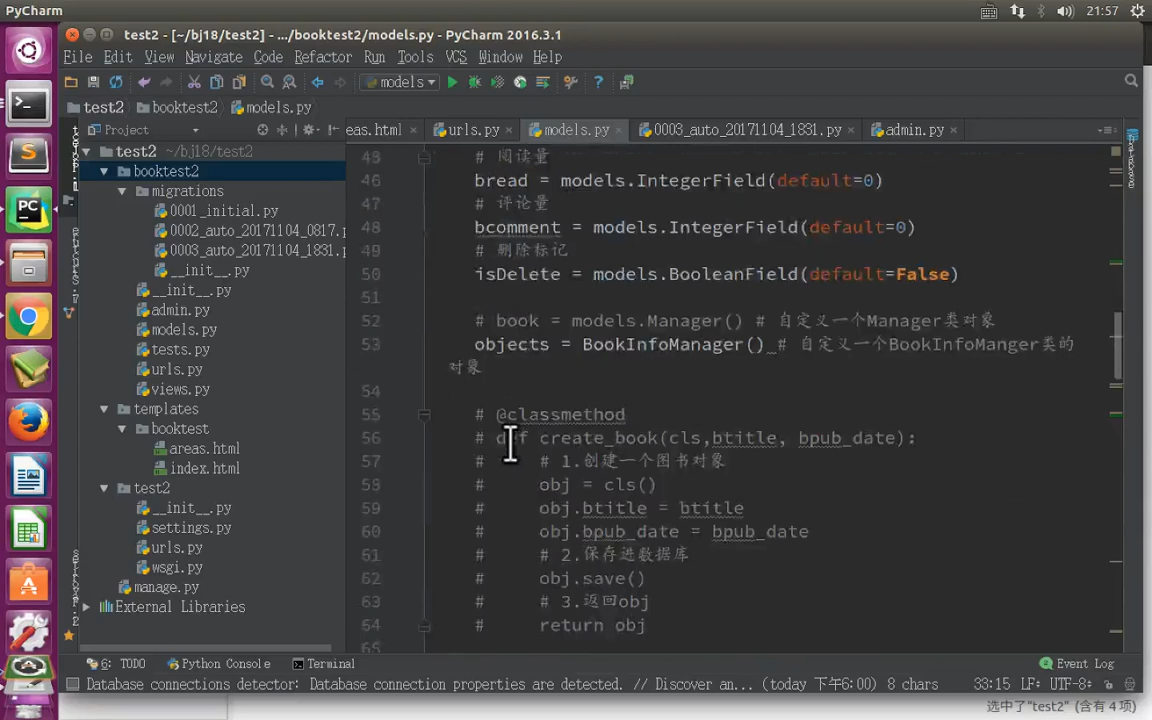 PyCharm
21:57
test2 - [~/bj18/test2] - .../booktest2/models.py - PyCharm 2016.3.1
File Edit View Navigate Code Refactor Run Tools VCS Window Help
models
test2 booktest2 models.py
Project
eas.html urls.py models.py 0003_auto_20171104_1831.py admin.py
test2 ~/bj18/test2
booktest2
migrations
0001_initial.py
0002_auto_20171104_0817.p
0003_auto_20171104_1831.p
__init__.py
__init__.py
admin.py
models.py
tests.py
urls.py
views.py
templates
booktest
areas.html
index.html
test2
__init__.py
settings.py
urls.py
wsgi.py
manage.py
External Libraries
# 阅读量
46 bread = models.IntegerField(default=0)
47 # 评论量
48 bcomment = models.IntegerField(default=0)
49 # 删除标记
50 isDelete = models.BooleanField(default=False)
51
52 # book = models.Manager() # 自定义一个Manager类对象
53 objects = BookInfoManager() # 自定义一个BookInfoManger类的
对象
54
55 # @classmethod
56 # def create_book(cls,btitle, bpub_date):
57 # # 1.创建一个图书对象
58 # obj = cls()
59 # obj.btitle = btitle
60 # obj.bpub_date = bpub_date
61 # # 2.保存进数据库
62 # obj.save()
63 # # 3.返回obj
64 # return obj
6: TODO Python Console Terminal Event Log
Database connections detector: Database connection properties are detected. // Discover an... (today 下午6:00) 8 chars 33:15 LF÷ UTF-8÷
选中了"test2" (含有 4 项)